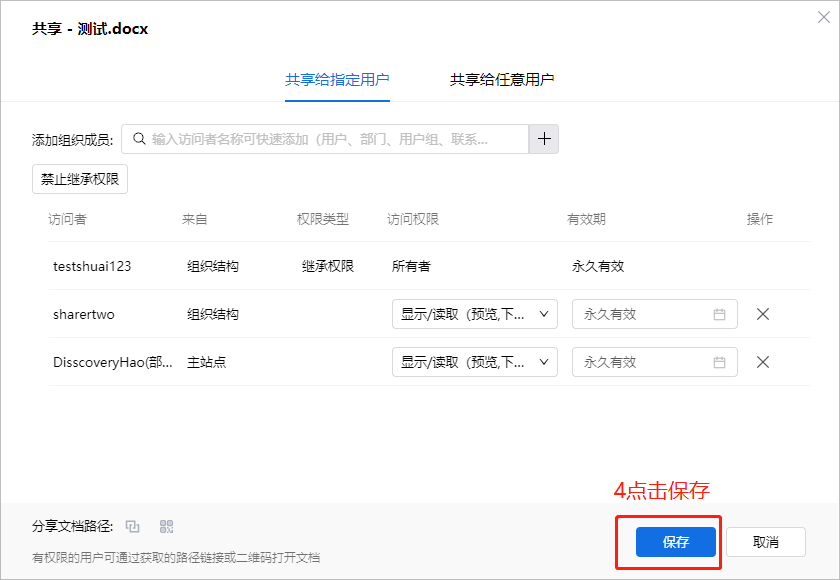 共享 - 测试.docx
共享给指定用户 共享给任意用户
添加组织成员: 输入访问者名称可快速添加（用户、部门、用户组、联系...
禁止继承权限
访问者 来自 权限类型 访问权限 有效期 操作
testshuai123 组织结构 继承权限 所有者 永久有效
sharertwo 组织结构 显示/读取（预览,下... 永久有效
DisscoveryHao(部... 主站点 显示/读取（预览,下... 永久有效
4点击保存
分享文档路径:
保存 取消
有权限的用户可通过获取的路径链接或二维码打开文档